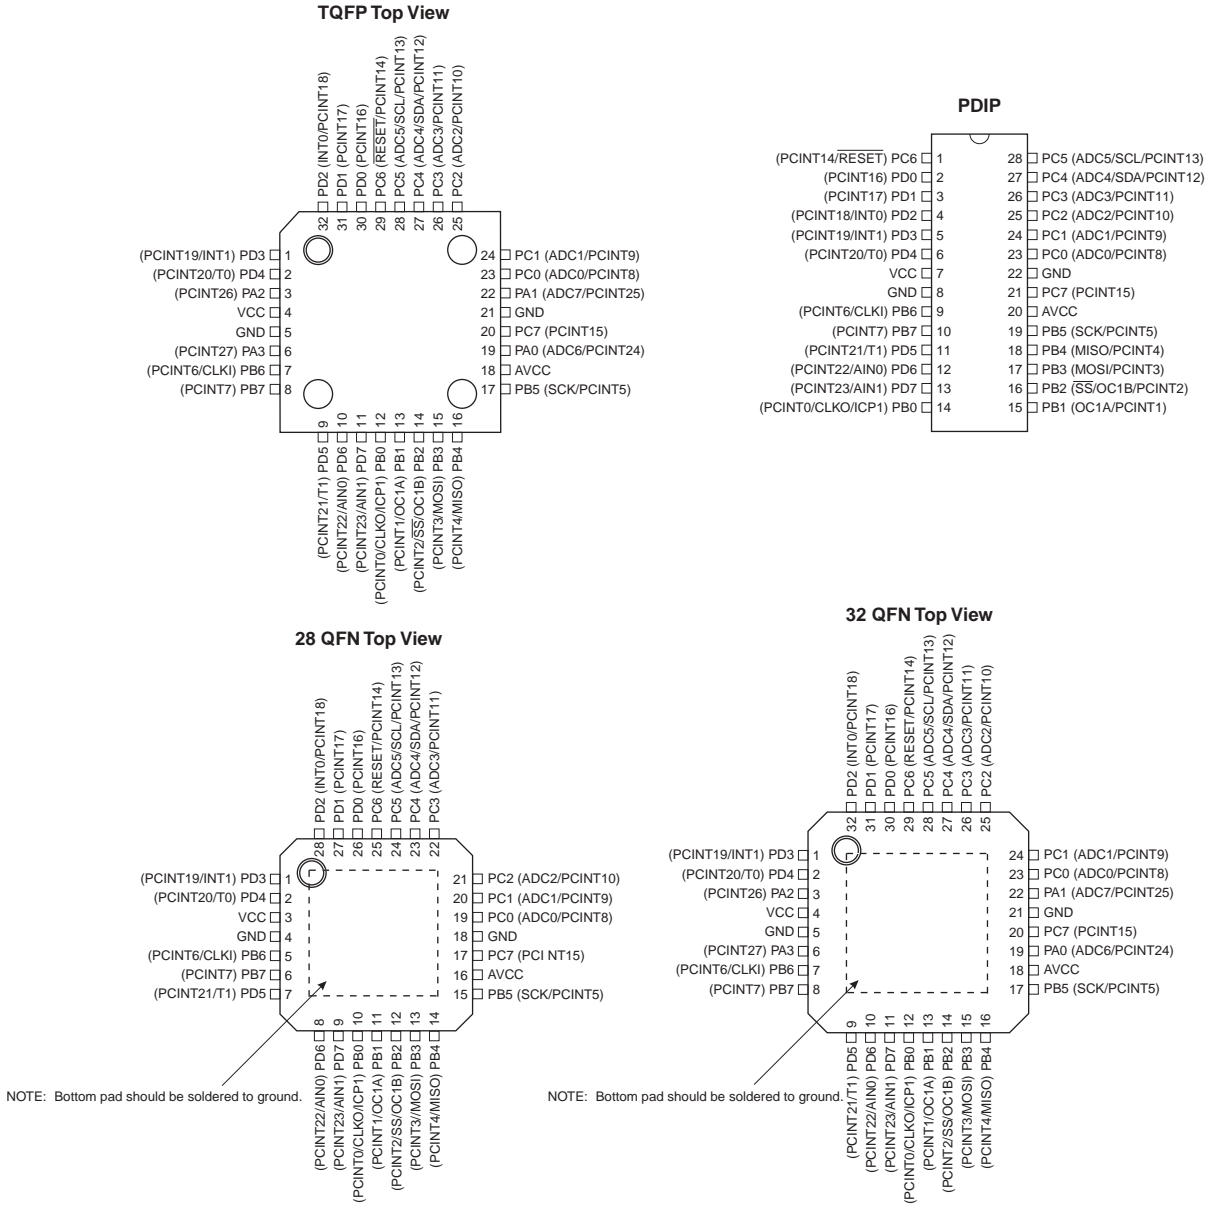 TQFP Top View
32 PD2 (INT0/PCINT18)
31 PD1 (PCINT17)
30 PD0 (PCINT16)
29 PC6 (RESET/PCINT14)
28 PC5 (ADC5/SCL/PCINT13)
27 PC4 (ADC4/SDA/PCINT12)
26 PC3 (ADC3/PCINT11)
25 PC2 (ADC2/PCINT10)
(PCINT19/INT1) PD3 1
(PCINT20/T0) PD4 2
(PCINT26) PA2 3
VCC 4
GND 5
(PCINT27) PA3 6
(PCINT6/CLKI) PB6 7
(PCINT7) PB7 8
24 PC1 (ADC1/PCINT9)
23 PC0 (ADC0/PCINT8)
22 PA1 (ADC7/PCINT25)
21 GND
20 PC7 (PCINT15)
19 PA0 (ADC6/PCINT24)
18 AVCC
17 PB5 (SCK/PCINT5)
(PCINT21/T1) PD5 9
(PCINT22/AIN0) PD6 10
(PCINT23/AIN1) PD7 11
(PCINT0/CLKO/ICP1) PB0 12
(PCINT1/OC1A) PB1 13
(PCINT2/SS/OC1B) PB2 14
(PCINT3/MOSI) PB3 15
(PCINT4/MISO) PB4 16
PDIP
(PCINT14/RESET) PC6 1
(PCINT16) PD0 2
(PCINT17) PD1 3
(PCINT18/INT0) PD2 4
(PCINT19/INT1) PD3 5
(PCINT20/T0) PD4 6
VCC 7
GND 8
(PCINT6/CLKI) PB6 9
(PCINT7) PB7 10
(PCINT21/T1) PD5 11
(PCINT22/AIN0) PD6 12
(PCINT23/AIN1) PD7 13
(PCINT0/CLKO/ICP1) PB0 14
28 PC5 (ADC5/SCL/PCINT13)
27 PC4 (ADC4/SDA/PCINT12)
26 PC3 (ADC3/PCINT11)
25 PC2 (ADC2/PCINT10)
24 PC1 (ADC1/PCINT9)
23 PC0 (ADC0/PCINT8)
22 GND
21 PC7 (PCINT15)
20 AVCC
19 PB5 (SCK/PCINT5)
18 PB4 (MISO/PCINT4)
17 PB3 (MOSI/PCINT3)
16 PB2 (SS/OC1B/PCINT2)
15 PB1 (OC1A/PCINT1)
28 QFN Top View
28 PD2 (INT0/PCINT18)
27 PD1 (PCINT17)
26 PD0 (PCINT16)
25 PC6 (RESET/PCINT14)
24 PC5 (ADC5/SCL/PCINT13)
23 PC4 (ADC4/SDA/PCINT12)
22 PC3 (ADC3/PCINT11)
(PCINT19/INT1) PD3 1
(PCINT20/T0) PD4 2
VCC 3
GND 4
(PCINT6/CLKI) PB6 5
(PCINT7) PB7 6
(PCINT21/T1) PD5 7
21 PC2 (ADC2/PCINT10)
20 PC1 (ADC1/PCINT9)
19 PC0 (ADC0/PCINT8)
18 GND
17 PC7 (PCI NT15)
16 AVCC
15 PB5 (SCK/PCINT5)
(PCINT22/AIN0) PD6 8
(PCINT23/AIN1) PD7 9
(PCINT0/CLKO/ICP1) PB0 10
(PCINT1/OC1A) PB1 11
(PCINT2/SS/OC1B) PB2 12
(PCINT3/MOSI) PB3 13
(PCINT4/MISO) PB4 14
NOTE: Bottom pad should be soldered to ground.
32 QFN Top View
32 PD2 (INT0/PCINT18)
31 PD1 (PCINT17)
30 PD0 (PCINT16)
29 PC6 (RESET/PCINT14)
28 PC5 (ADC5/SCL/PCINT13)
27 PC4 (ADC4/SDA/PCINT12)
26 PC3 (ADC3/PCINT11)
25 PC2 (ADC2/PCINT10)
(PCINT19/INT1) PD3 1
(PCINT20/T0) PD4 2
(PCINT26) PA2 3
VCC 4
GND 5
(PCINT27) PA3 6
(PCINT6/CLKI) PB6 7
(PCINT7) PB7 8
24 PC1 (ADC1/PCINT9)
23 PC0 (ADC0/PCINT8)
22 PA1 (ADC7/PCINT25)
21 GND
20 PC7 (PCINT15)
19 PA0 (ADC6/PCINT24)
18 AVCC
17 PB5 (SCK/PCINT5)
(PCINT21/T1) PD5 9
(PCINT22/AIN0) PD6 10
(PCINT23/AIN1) PD7 11
(PCINT0/CLKO/ICP1) PB0 12
(PCINT1/OC1A) PB1 13
(PCINT2/SS/OC1B) PB2 14
(PCINT3/MOSI) PB3 15
(PCINT4/MISO) PB4 16
NOTE: Bottom pad should be soldered to ground.